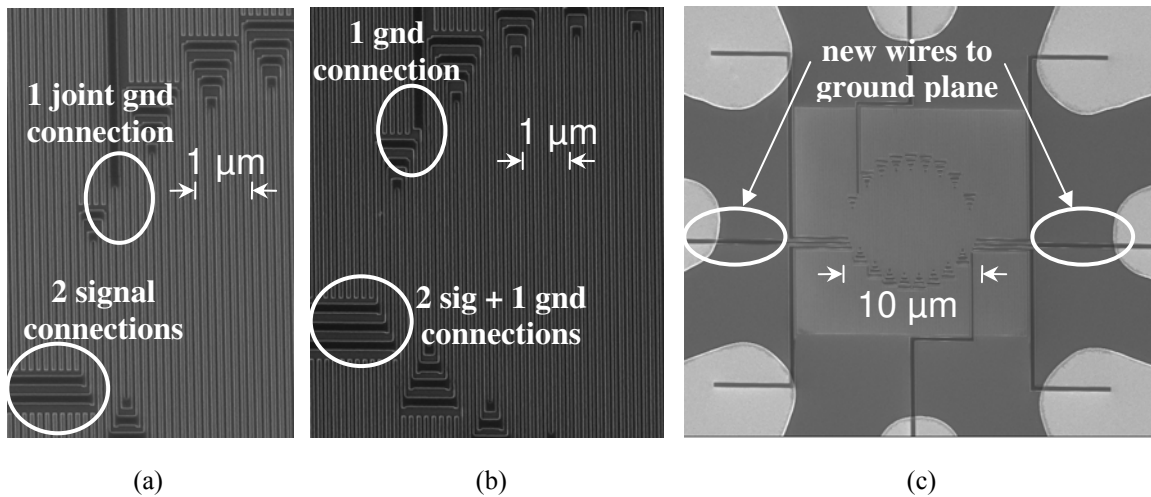 1 joint gnd
connection
1 µm
2 signal
connections
(a)
1 gnd
connection
1 µm
2 sig + 1 gnd
connections
(b)
new wires to
ground plane
10 µm
(c)